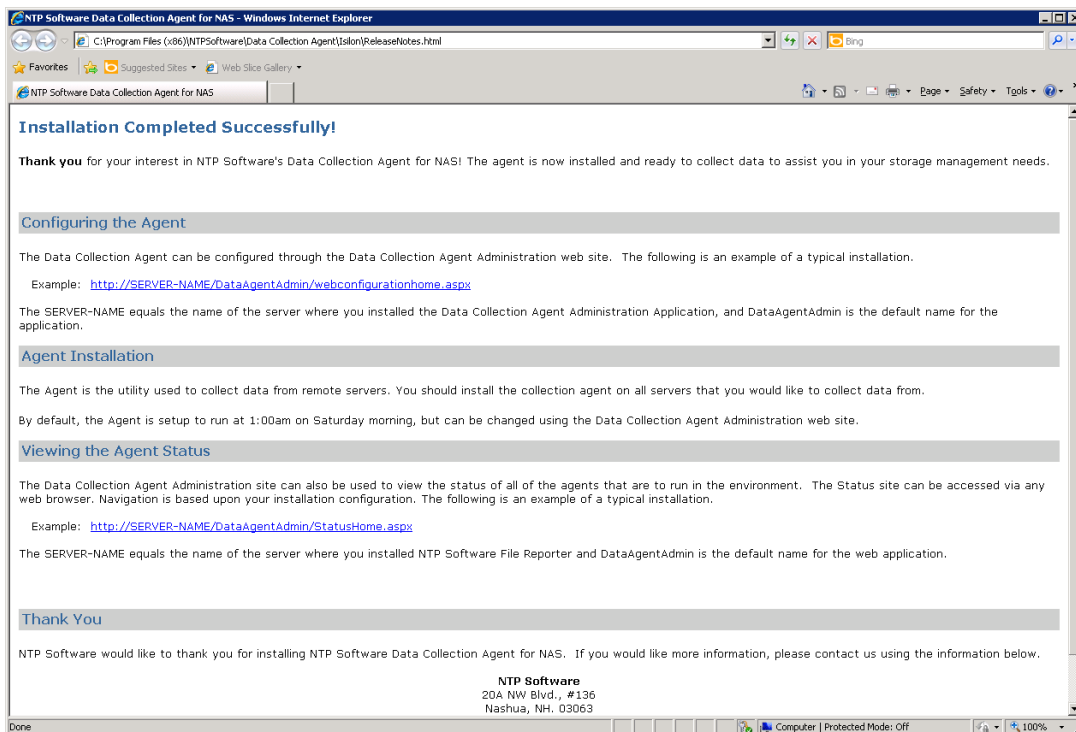 NTP Software Data Collection Agent for NAS - Windows Internet Explorer
C:\Program Files (x86)\NTPSoftware\Data Collection Agent\Isilon\ReleaseNotes.html
Bing
Favorites Suggested Sites Web Slice Gallery
NTP Software Data Collection Agent for NAS
Page Safety Tools
Installation Completed Successfully!
Thank you for your interest in NTP Software's Data Collection Agent for NAS! The agent is now installed and ready to collect data to assist you in your storage management needs.
Configuring the Agent
The Data Collection Agent can be configured through the Data Collection Agent Administration web site. The following is an example of a typical installation.
Example: http://SERVER-NAME/DataAgentAdmin/webconfigurationhome.aspx
The SERVER-NAME equals the name of the server where you installed the Data Collection Agent Administration Application, and DataAgentAdmin is the default name for the
application.
Agent Installation
The Agent is the utility used to collect data from remote servers. You should install the collection agent on all servers that you would like to collect data from.
By default, the Agent is setup to run at 1:00am on Saturday morning, but can be changed using the Data Collection Agent Administration web site.
Viewing the Agent Status
The Data Collection Agent Administration site can also be used to view the status of all of the agents that are to run in the environment. The Status site can be accessed via any
web browser. Navigation is based upon your installation configuration. The following is an example of a typical installation.
Example: http://SERVER-NAME/DataAgentAdmin/StatusHome.aspx
The SERVER-NAME equals the name of the server where you installed NTP Software File Reporter and DataAgentAdmin is the default name for the web application.
Thank You
NTP Software would like to thank you for installing NTP Software Data Collection Agent for NAS. If you would like more information, please contact us using the information below.
NTP Software
20A NW Blvd., #136
Nashua, NH. 03063
Done Computer | Protected Mode: Off 100%